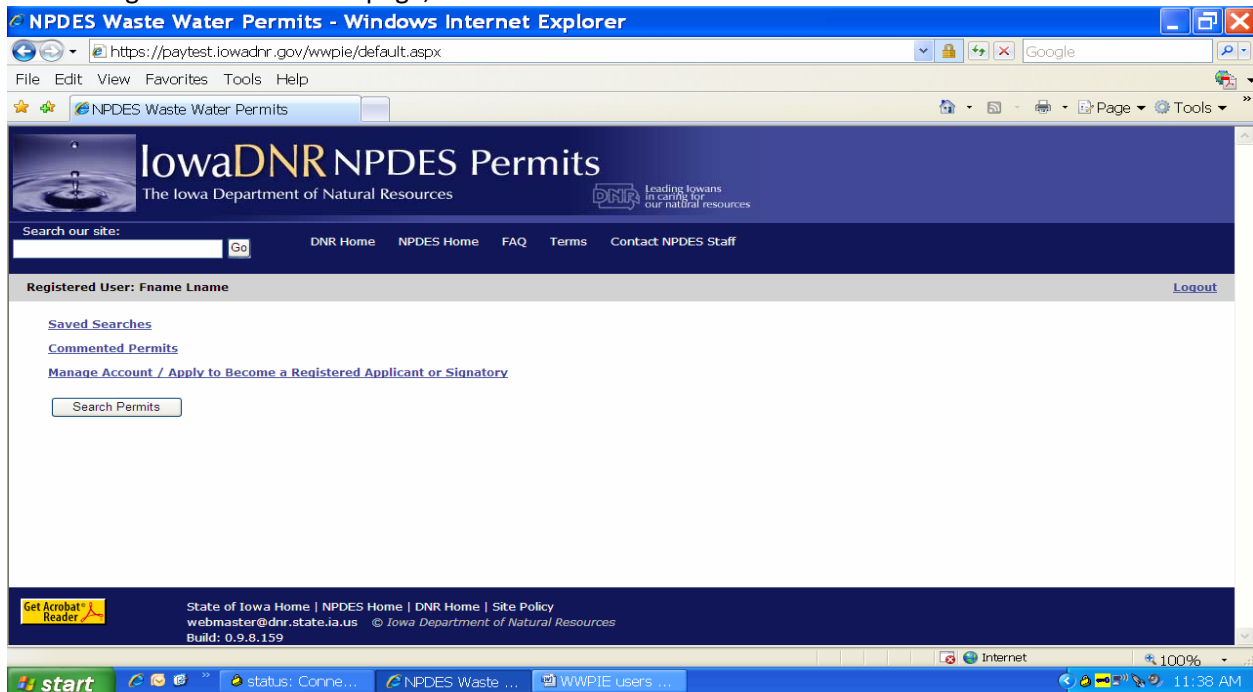 NPDES Waste Water Permits - Windows Internet Explorer
https://paytest.iowadnr.gov/wwpie/default.aspx
Google
File Edit View Favorites Tools Help
NPDES Waste Water Permits
Page Tools
IowaDNR NPDES Permits
The Iowa Department of Natural Resources
DNR
Leading Iowans
in caring for
our natural resources
Search our site:
Go
DNR Home NPDES Home FAQ Terms Contact NPDES Staff
Registered User: Fname Lname
Logout
Saved Searches
Commented Permits
Manage Account / Apply to Become a Registered Applicant or Signatory
Search Permits
Get Acrobat®
Reader
State of Iowa Home | NPDES Home | DNR Home | Site Policy
webmaster@dnr.state.ia.us © Iowa Department of Natural Resources
Build: 0.9.8.159
Internet
100%
start
status: Conne...
NPDES Waste ...
WWPIE users ...
11:38 AM